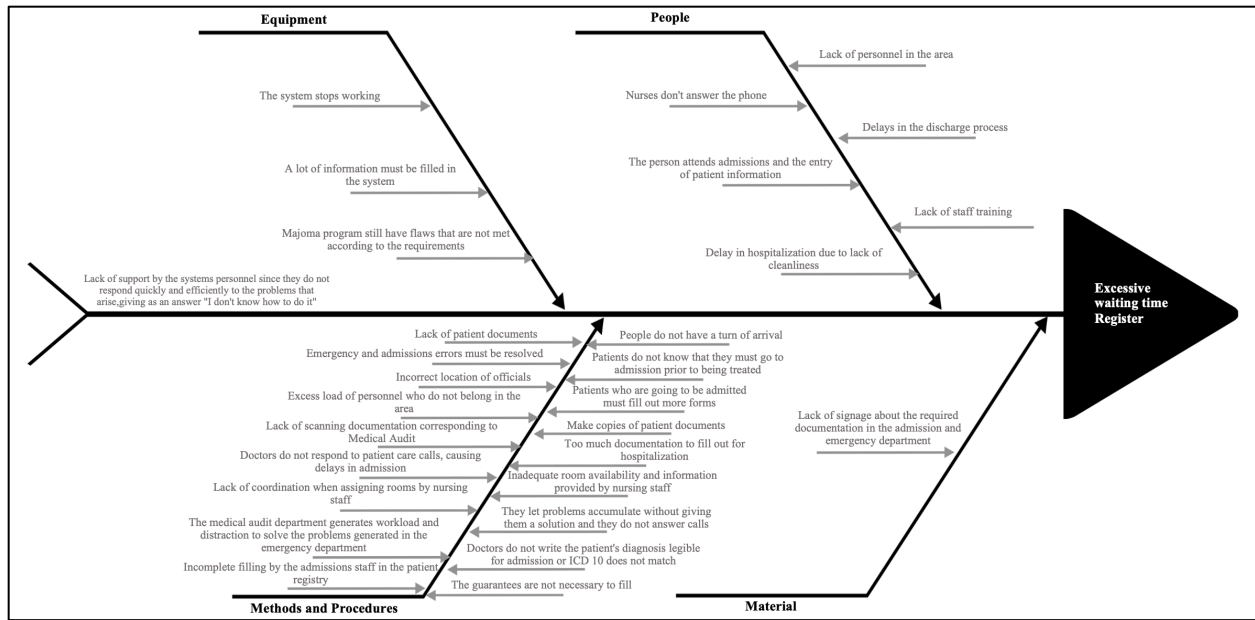 Equipment
The system stops working
A lot of information must be filled in
the system
Majoma program still have flaws that are not met
according to the requirements
Lack of support by the systems personnel since they do not
respond quickly and efficiently to the problems that
arise,giving as an answer "I don't know how to do it"
People
Lack of personnel in the area
Nurses don't answer the phone
Delays in the discharge process
The person attends admissions and the entry
of patient information
Lack of staff training
Delay in hospitalization due to lack of
cleanliness
Excessive
waiting time
Register
Lack of patient documents
Emergency and admissions errors must be resolved
Incorrect location of officials
Excess load of personnel who do not belong in the
area
Lack of scanning documentation corresponding to
Medical Audit
Doctors do not respond to patient care calls, causing
delays in admission
Lack of coordination when assigning rooms by nursing
staff
The medical audit department generates workload and
distraction to solve the problems generated in the
emergency department
Incomplete filling by the admissions staff in the patient
registry
People do not have a turn of arrival
Patients do not know that they must go to
admission prior to being treated
Patients who are going to be admitted
must fill out more forms
Make copies of patient documents
Too much documentation to fill out for
hospitalization
Inadequate room availability and information
provided by nursing staff
They let problems accumulate without giving
them a solution and they do not answer calls
Doctors do not write the patient's diagnosis legible
for admission or ICD 10 does not match
The guarantees are not necessary to fill
Methods and Procedures
Lack of signage about the required
documentation in the admission and
emergency department
Material